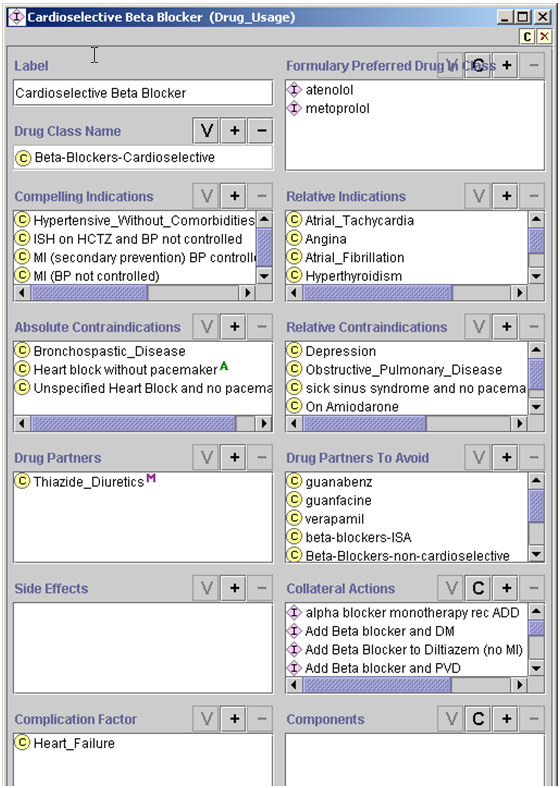 Cardioselective Beta Blocker (Drug_Usage)
C
Label
Cardioselective Beta Blocker
Formulary Preferred Drug In Class
V C + −
I atenolol
I metoprolol
Drug Class Name
V + −
C Beta-Blockers-Cardioselective
Compelling Indications
V + −
C Hypertensive_Without_Comorbidities
C ISH on HCTZ and BP not controlled
C MI (secondary prevention) BP controll
C MI (BP not controlled)
Relative Indications
V + −
C Atrial_Tachycardia
C Angina
C Atrial_Fibrillation
C Hyperthyroidism
Absolute Contraindications
V + −
C Bronchospastic_Disease
C Heart block without pacemaker A
C Unspecified Heart Block and no pacema
Relative Contraindications
V + −
C Depression
C Obstructive_Pulmonary_Disease
C sick sinus syndrome and no pacema
C On Amiodarone
Drug Partners
V + −
C Thiazide_Diuretics M
Drug Partners To Avoid
V + −
C guanabenz
C guanfacine
C verapamil
C beta-blockers-ISA
C Beta-Blockers-non-cardioselective
Side Effects
V + −
Collateral Actions
V C + −
I alpha blocker monotherapy rec ADD
I Add Beta blocker and DM
I Add Beta Blocker to Diltiazem (no MI)
I Add Beta blocker and PVD
Complication Factor
V + −
C Heart_Failure
Components
V C + −